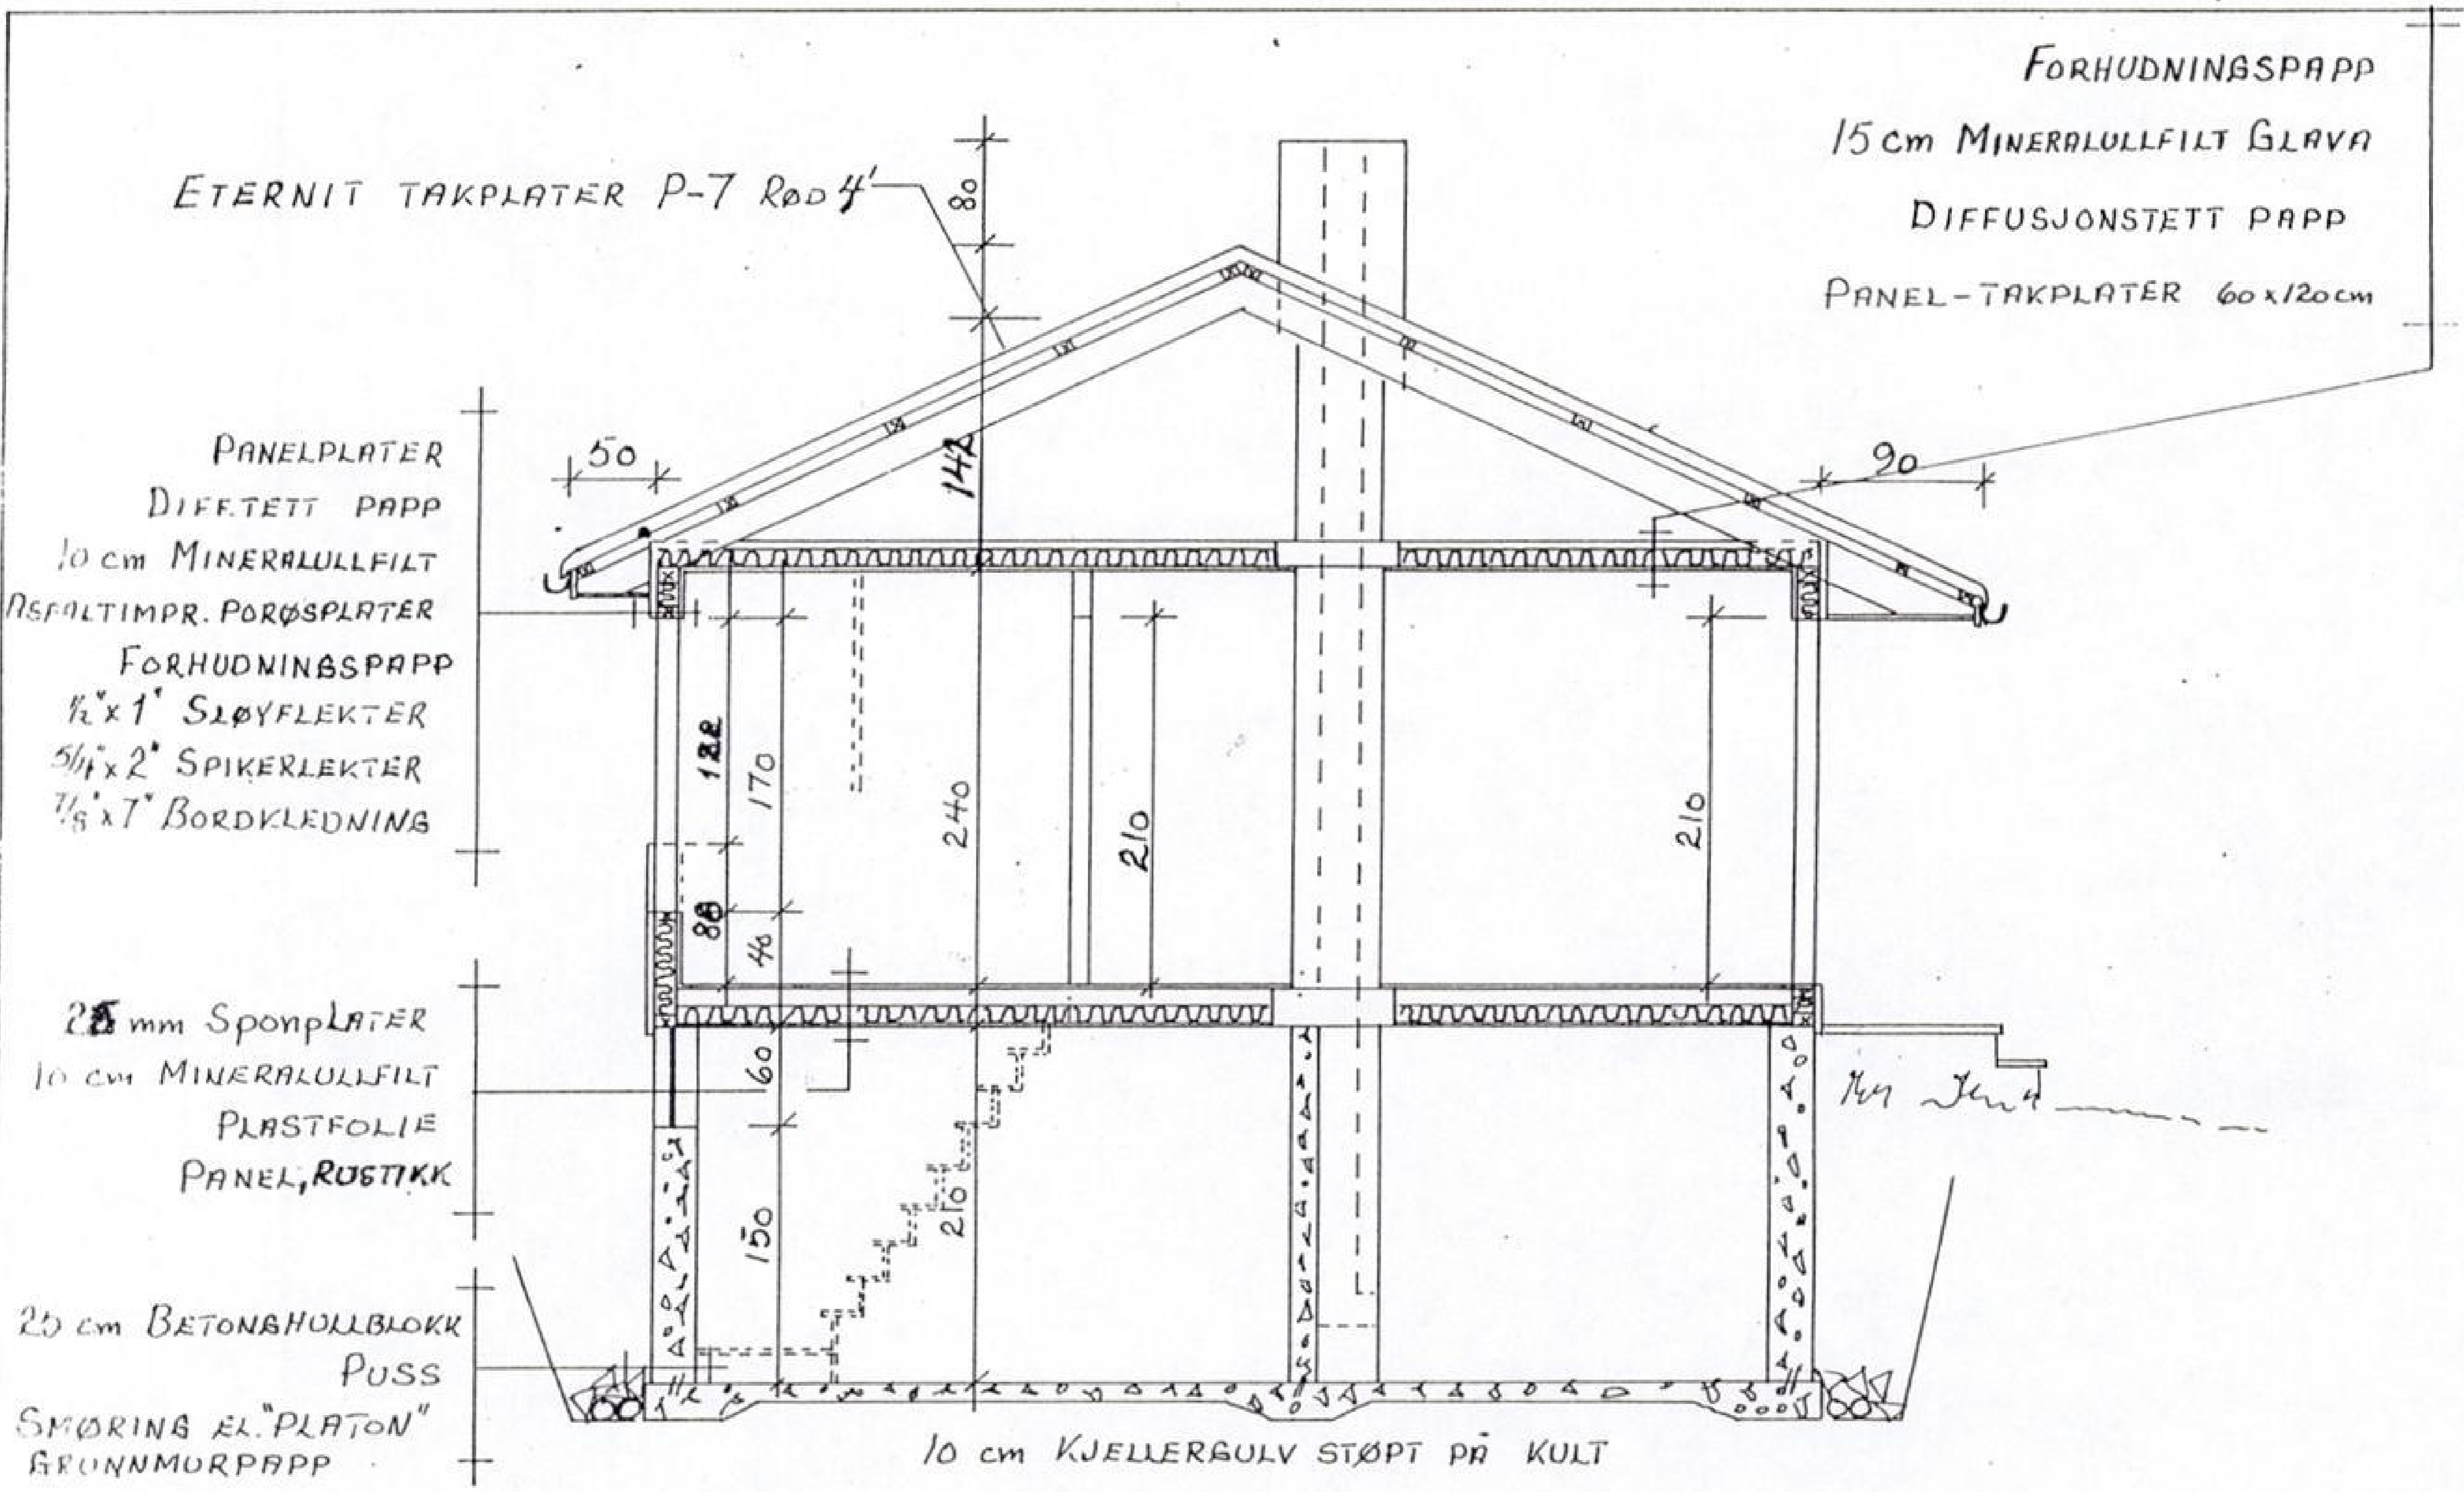 FORHUDNINGSPAPP
15 cm MINERALULLFILT GLAVA
DIFFUSJONSTETT PAPP
PANEL-TAKPLATER 60x120cm
ETERNIT TAKPLATER P-7 RØD 4'
80
142
50
90
PANELPLATER
DIFF.TETT PAPP
10 cm MINERALULLFILT
ASFALTIMPR. PORØSPLATER
FORHUDNINGSPAPP
½"x1" SLØYFLEKTER
5/4"x2" SPIKERLEKTER
7/8"x7" BORDKLEDNING
122
170
240
210
210
88
40
mm SponpLATER
10 cm MINERALULLFILT
PLASTFOLIE
PANEL, RUSTIKK
60
150
210
25 cm BETONGHULLBLOKK
PUSS
SMØRING EL. "PLATON"
GRUNNMURPAPP
10 cm KJELLERGULV STØPT PÅ KULT